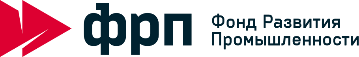 фрп
Фонд Развития
Промышленности